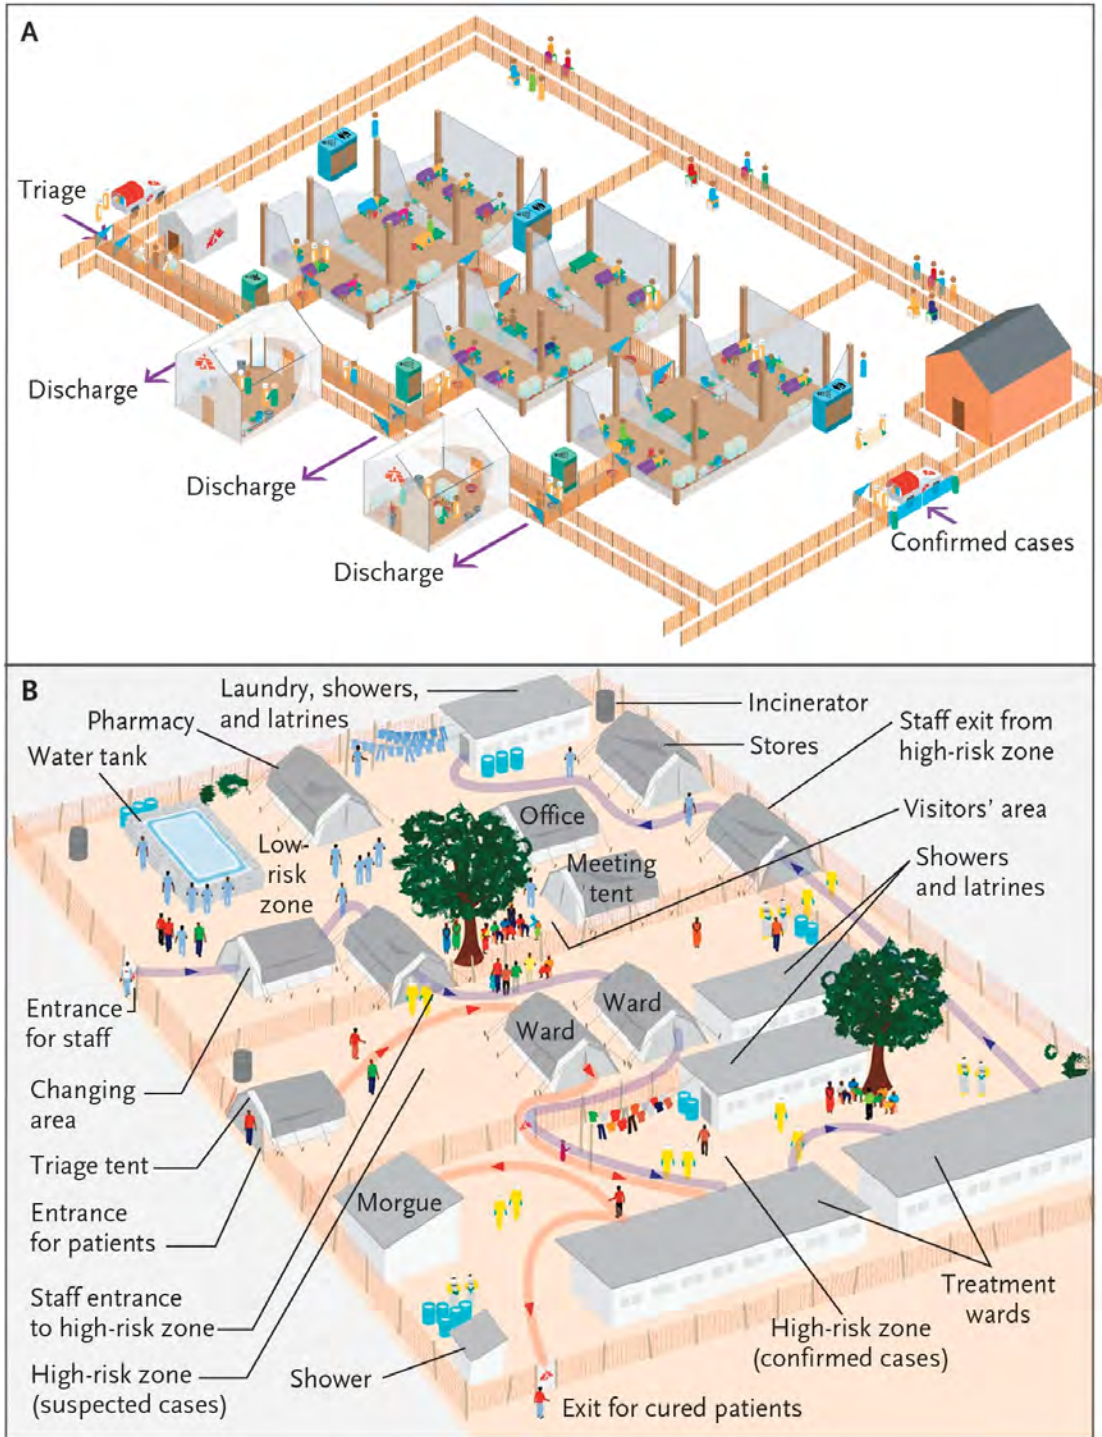 A
Triage
Discharge
Discharge
Discharge
Confirmed cases
B
Laundry, showers,
and latrines
Pharmacy
Water tank
Incinerator
Stores
Staff exit from
high-risk zone
Visitors' area
Showers
and latrines
Office
Meeting
tent
Low-
risk
zone
Ward
Ward
Entrance
for staff
Changing
area
Triage tent
Entrance
for patients
Staff entrance
to high-risk zone
High-risk zone
(suspected cases)
Morgue
Shower
Exit for cured patients
High-risk zone
(confirmed cases)
Treatment
wards